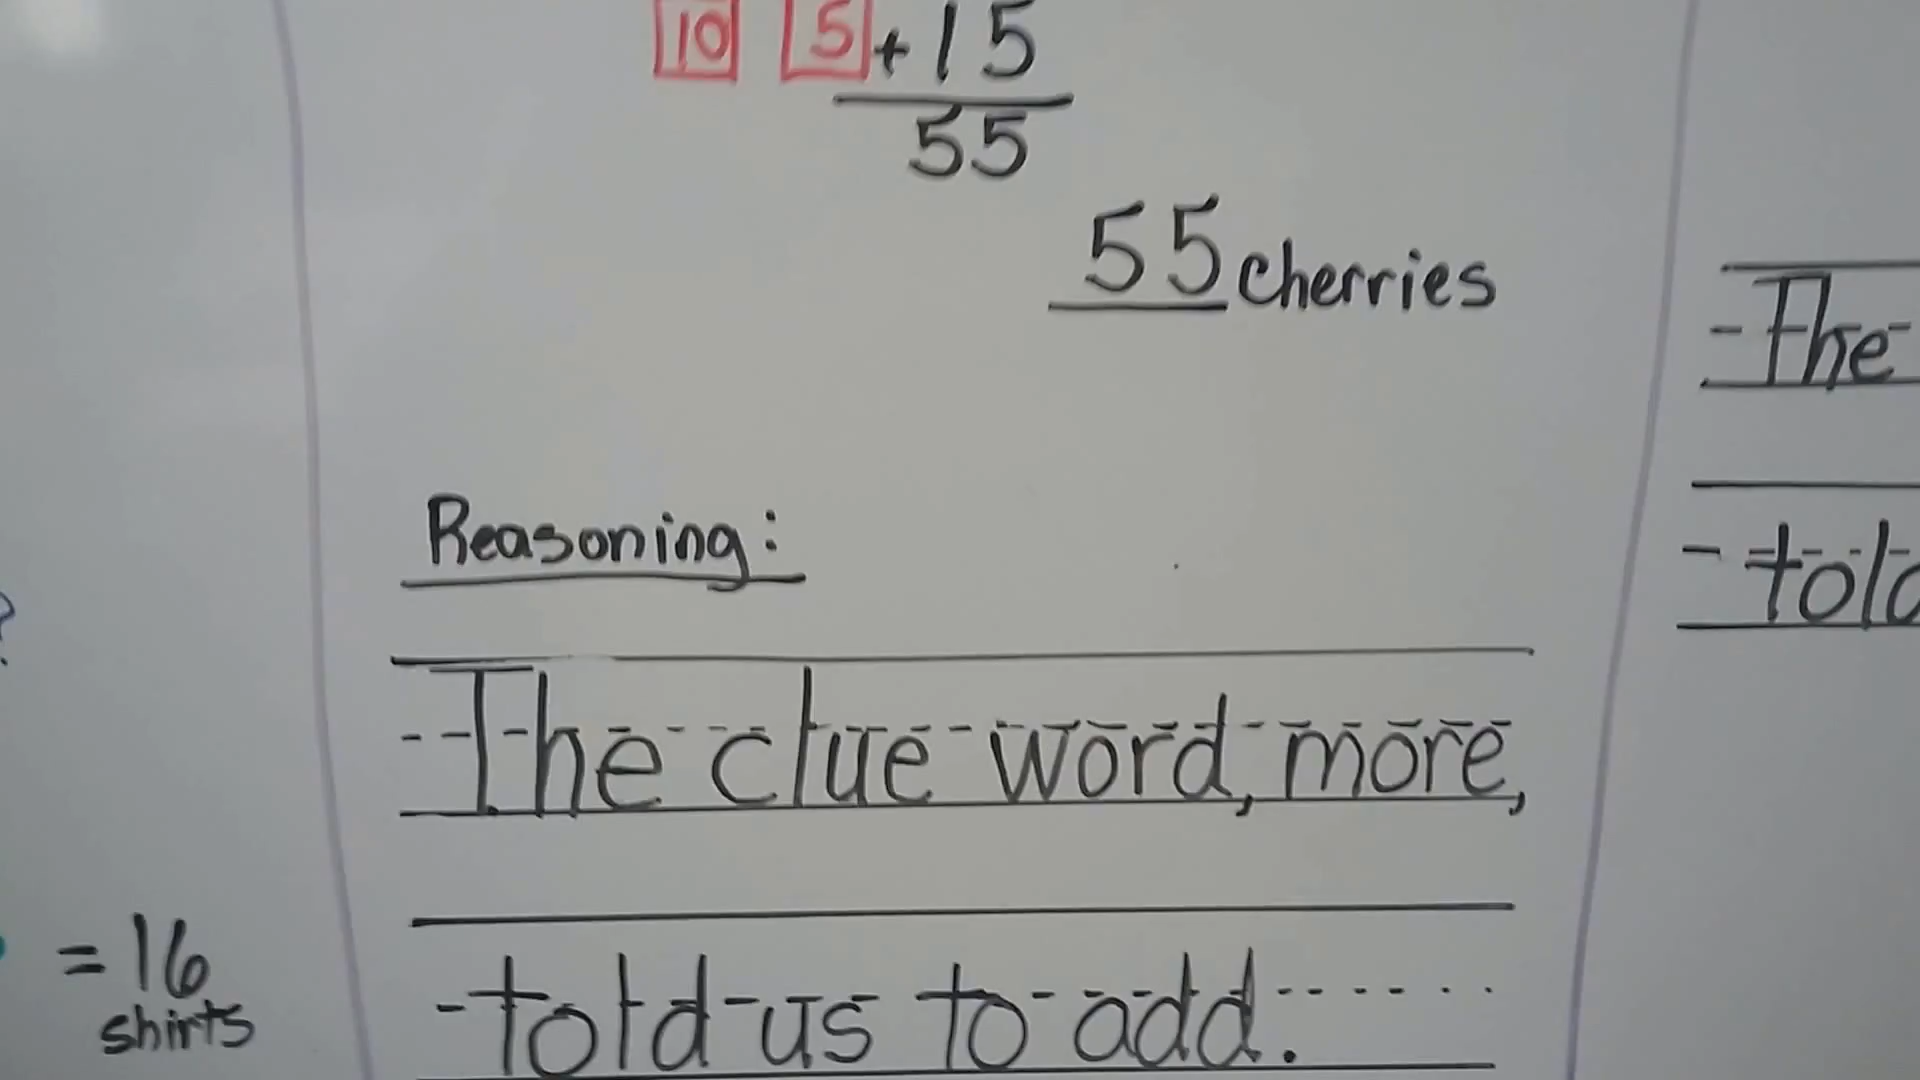 10 5 +15
55
55 cherries
Reasoning:
The clue word, more,
told us to add.
= 16
shirts
The
told